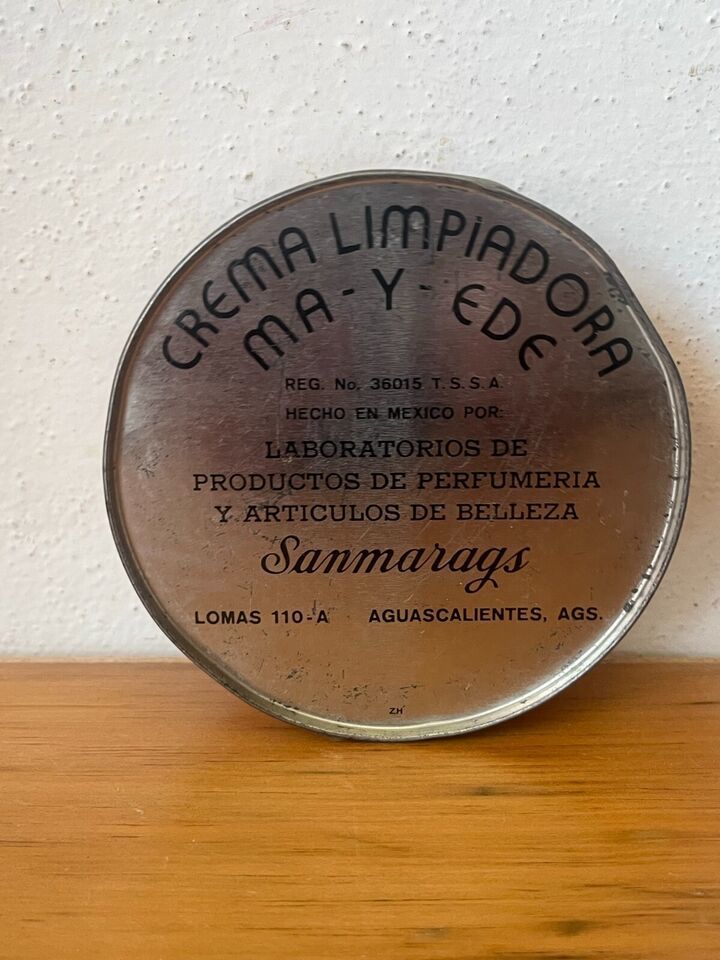 CREMA LIMPIADORA
MA-Y-EDE
REG. No. 36015 T.S.S.A.
HECHO EN MEXICO POR:
LABORATORIOS DE
PRODUCTOS DE PERFUMERIA
Y ARTICULOS DE BELLEZA
Sanmarags
LOMAS 110-A AGUASCALIENTES, AGS.
ZH